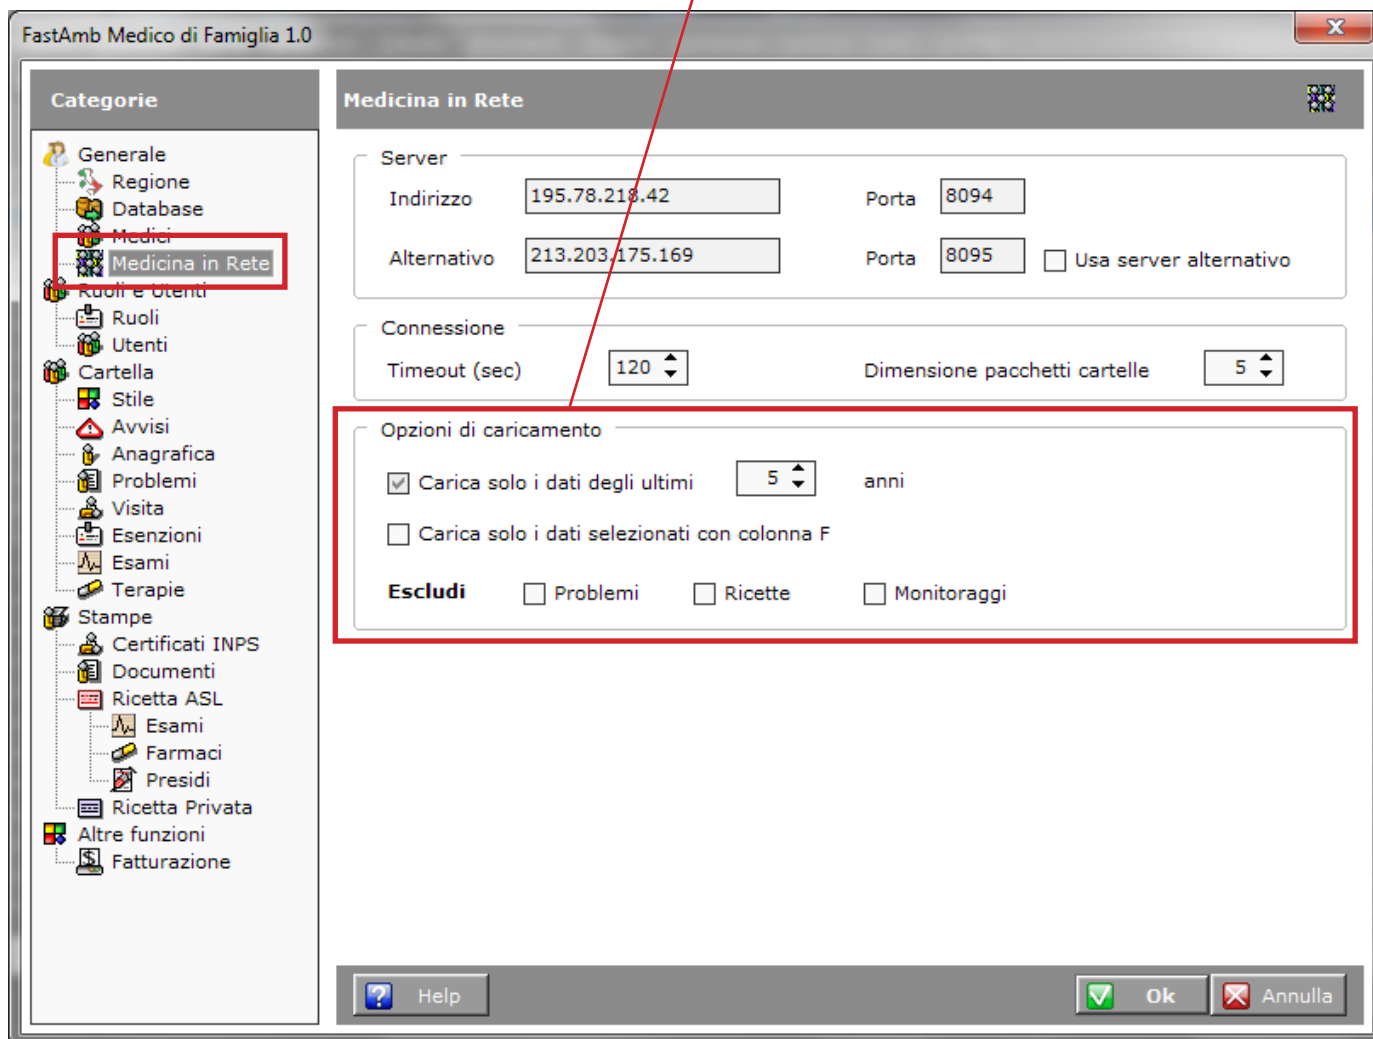 FastAmb Medico di Famiglia 1.0
Categorie
Generale
Regione
Database
Medici
Medicina in Rete
Ruoli e Utenti
Ruoli
Utenti
Cartella
Stile
Avvisi
Anagrafica
Problemi
Visita
Esenzioni
Esami
Terapie
Stampe
Certificati INPS
Documenti
Ricetta ASL
Esami
Farmaci
Presidi
Ricetta Privata
Altre funzioni
Fatturazione
Medicina in Rete
Server
Indirizzo 195.78.218.42 Porta 8094
Alternativo 213.203.175.169 Porta 8095 Usa server alternativo
Connessione
Timeout (sec) 120 Dimensione pacchetti cartelle 5
Opzioni di caricamento
Carica solo i dati degli ultimi 5 anni
Carica solo i dati selezionati con colonna F
Escludi Problemi Ricette Monitoraggi
Help Ok Annulla